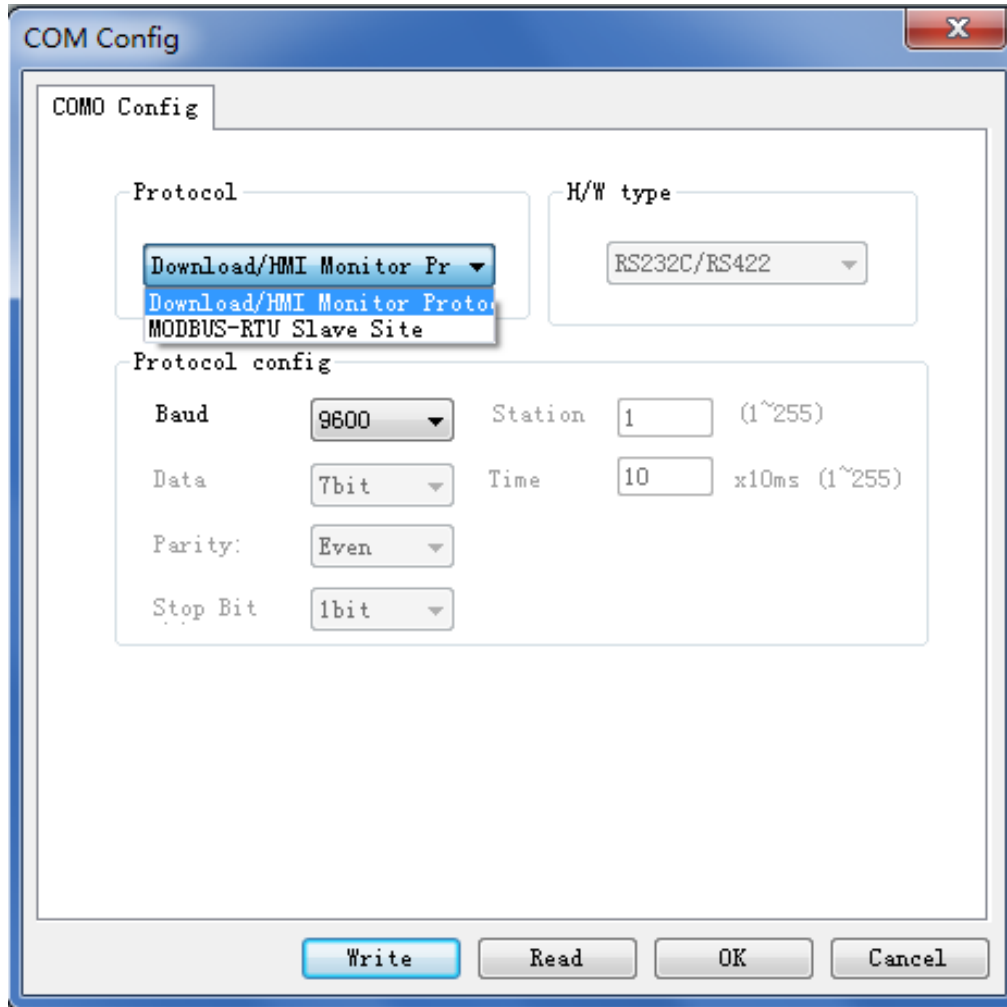 COM Config
COM0 Config
Protocol
H/W type
Download/HMI Monitor Pr
RS232C/RS422
Download/HMI Monitor Proto
MODBUS-RTU Slave Site
Protocol config
Baud
9600
Station
1
(1~255)
Data
7bit
Time
10
x10ms (1~255)
Parity:
Even
Stop Bit
1bit
Write
Read
OK
Cancel